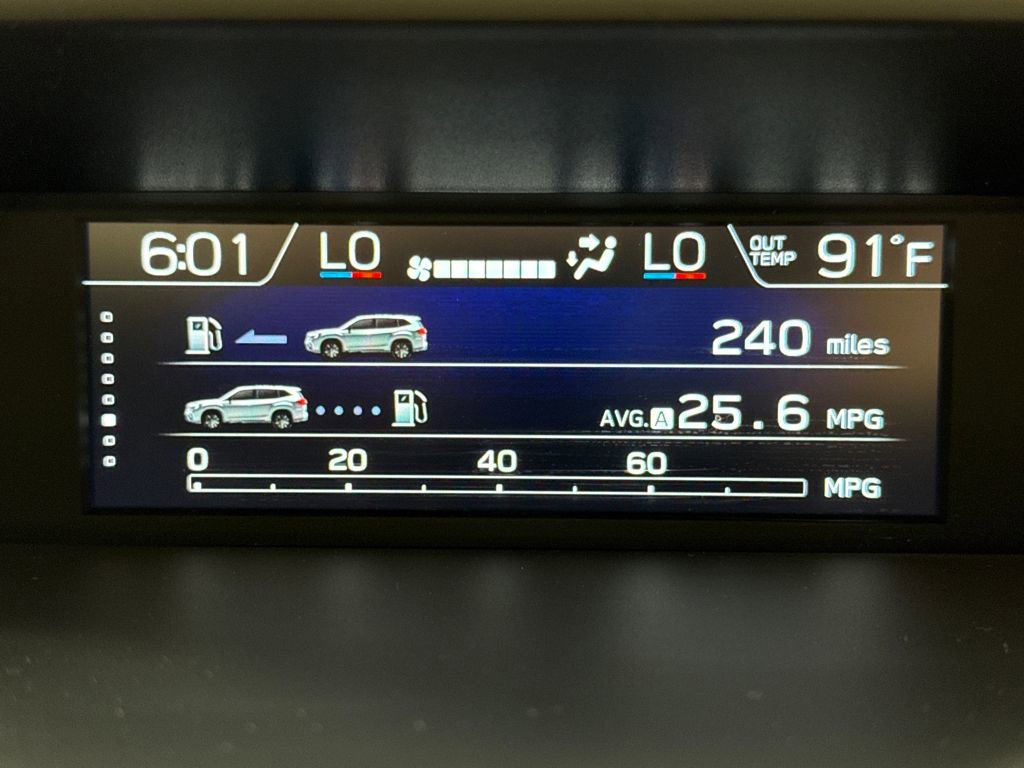 6:01 LO LO OUT TEMP 91°F
240 miles
AVG. A 25.6 MPG
0 20 40 60
MPG